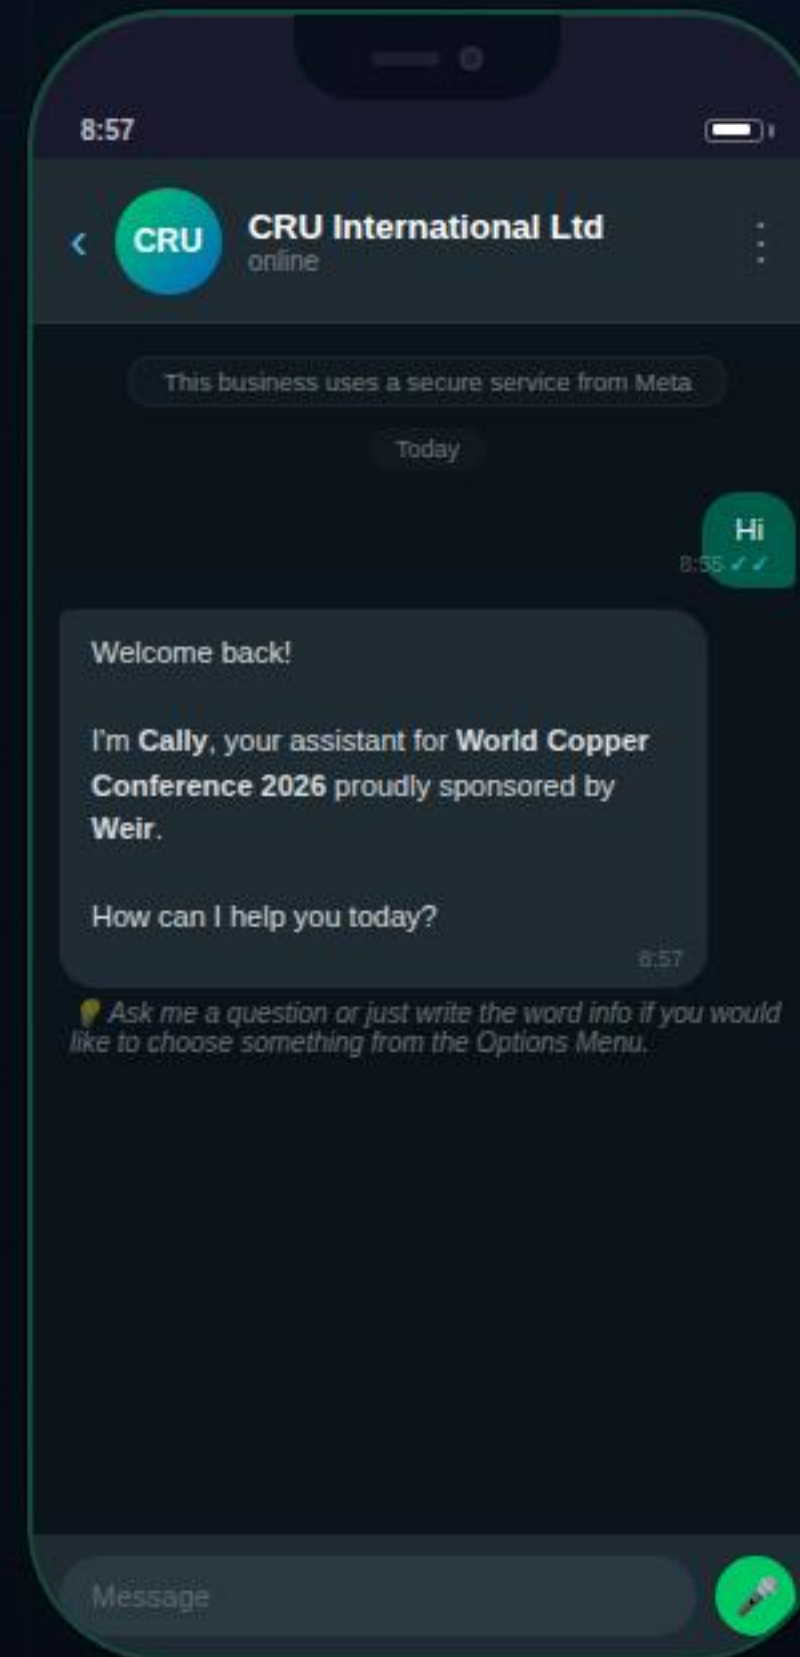 8:57
‹ CRU CRU International Ltd
online
This business uses a secure service from Meta
Today
Hi
8:55 ✓✓
Welcome back!
I'm Cally, your assistant for World Copper
Conference 2026 proudly sponsored by
Weir.
How can I help you today?
8:57
💡 Ask me a question or just write the word info if you would
like to choose something from the Options Menu.
Message